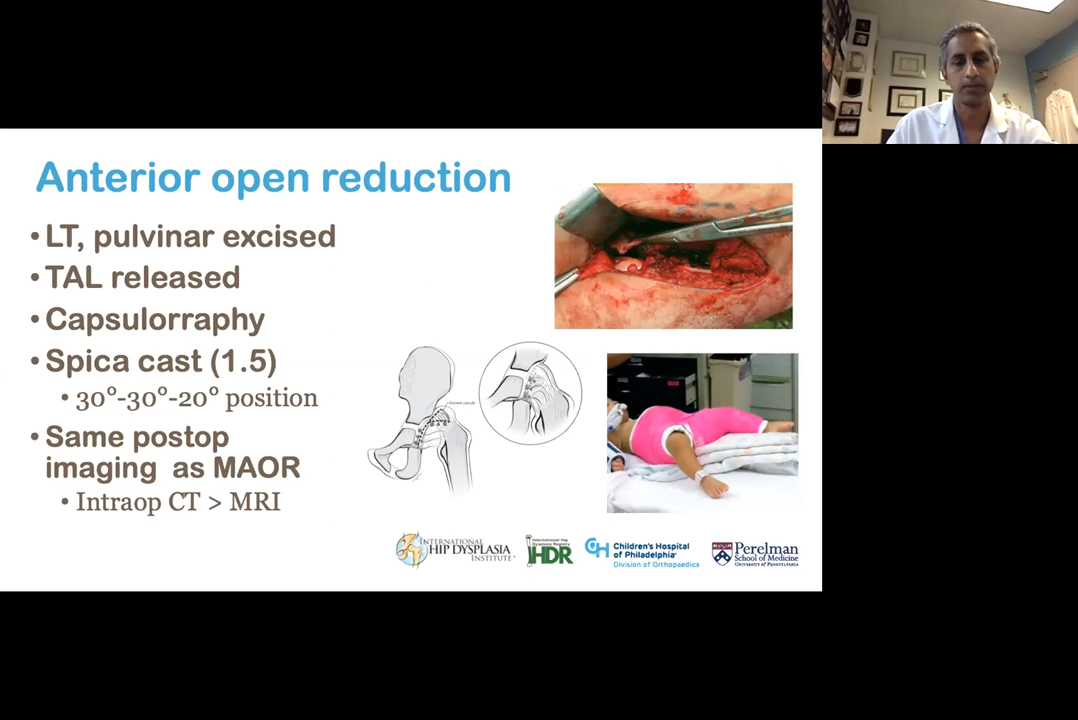 Anterior open reduction
• LT, pulvinar excised
• TAL released
• Capsulorraphy
• Spica cast (1.5)
• 30°-30°-20° position
• Same postop
imaging as MAOR
• Intraop CT > MRI
INTERNATIONAL
HIP DYSPLASIA
INSTITUTE
International Hip
Dysplasia Registry
IHDR
CH
Children's Hospital
of Philadelphia
Division of Orthopaedics
Perelman
School of Medicine
UNIVERSITY OF PENNSYLVANIA